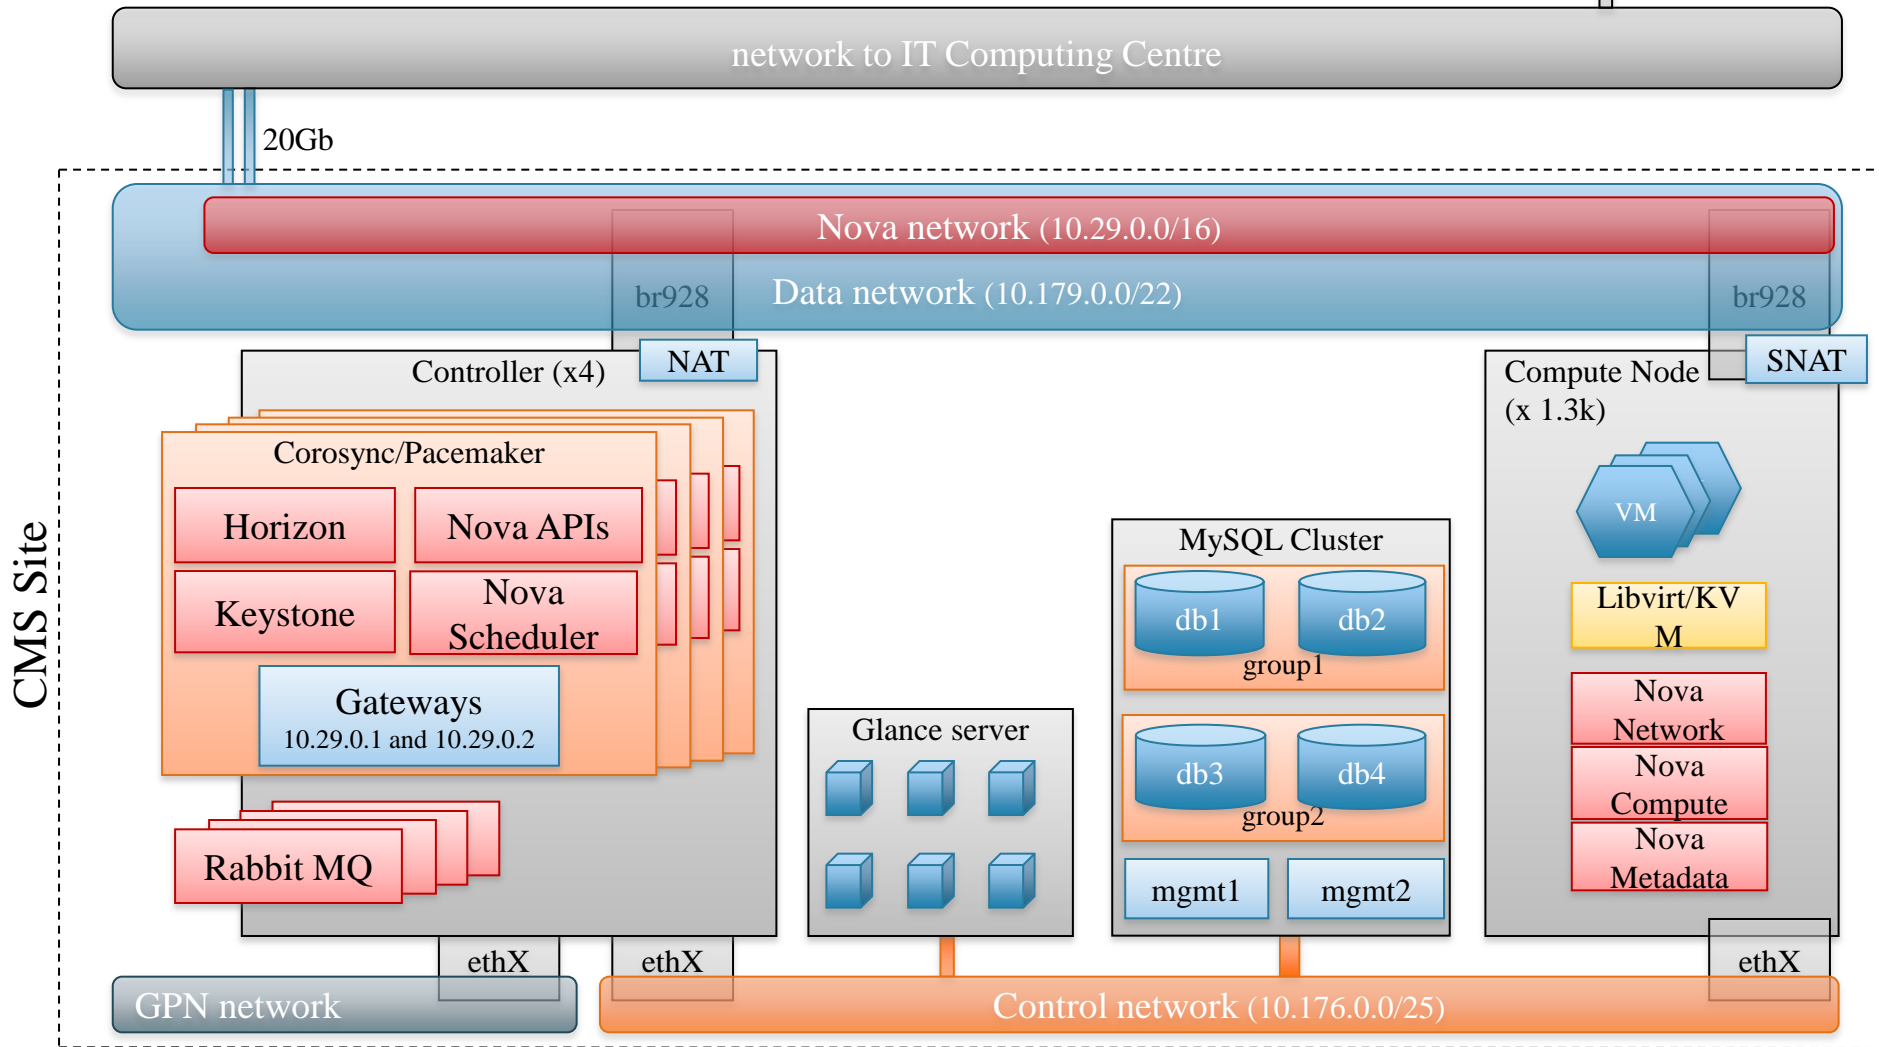 network to IT Computing Centre
20Gb
Nova network (10.29.0.0/16)
br928
Data network (10.179.0.0/22)
br928
Controller (x4)
NAT
Compute Node
(x 1.3k)
SNAT
Corosync/Pacemaker
Horizon
Nova APIs
Keystone
Nova
Scheduler
Gateways
10.29.0.1 and 10.29.0.2
Rabbit MQ
CMS Site
Glance server
MySQL Cluster
db1
db2
group1
db3
db4
group2
mgmt1
mgmt2
VM
Libvirt/KV
M
Nova
Network
Nova
Compute
Nova
Metadata
ethX
ethX
ethX
GPN network
Control network (10.176.0.0/25)